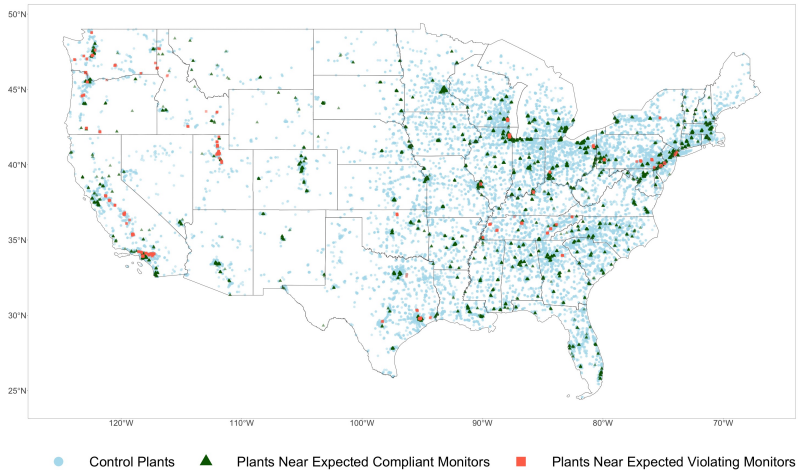 50°N
45°N
40°N
35°N
30°N
25°N
120°W 110°W 100°W 90°W 80°W 70°W
Control Plants Plants Near Expected Compliant Monitors Plants Near Expected Violating Monitors